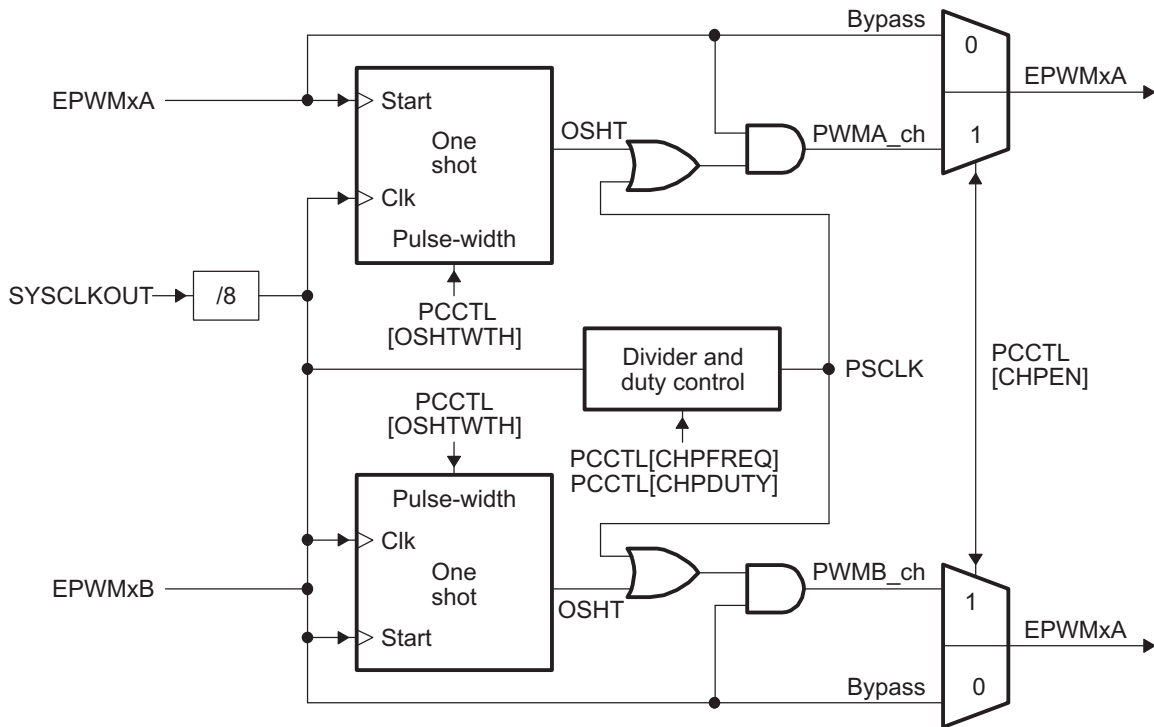 Bypass
0
EPWMxA
Start
EPWMxA
OSHT
One
shot
PWMA_ch
1
Clk
Pulse-width
SYSCLKOUT
/8
PCCTL
[OSHTWTH]
Divider and
duty control
PSCLK
PCCTL
[CHPEN]
PCCTL
[OSHTWTH]
PCCTL[CHPFREQ]
PCCTL[CHPDUTY]
Pulse-width
Clk
EPWMxB
One
shot
PWMB_ch
OSHT
1
Start
EPWMxA
Bypass
0